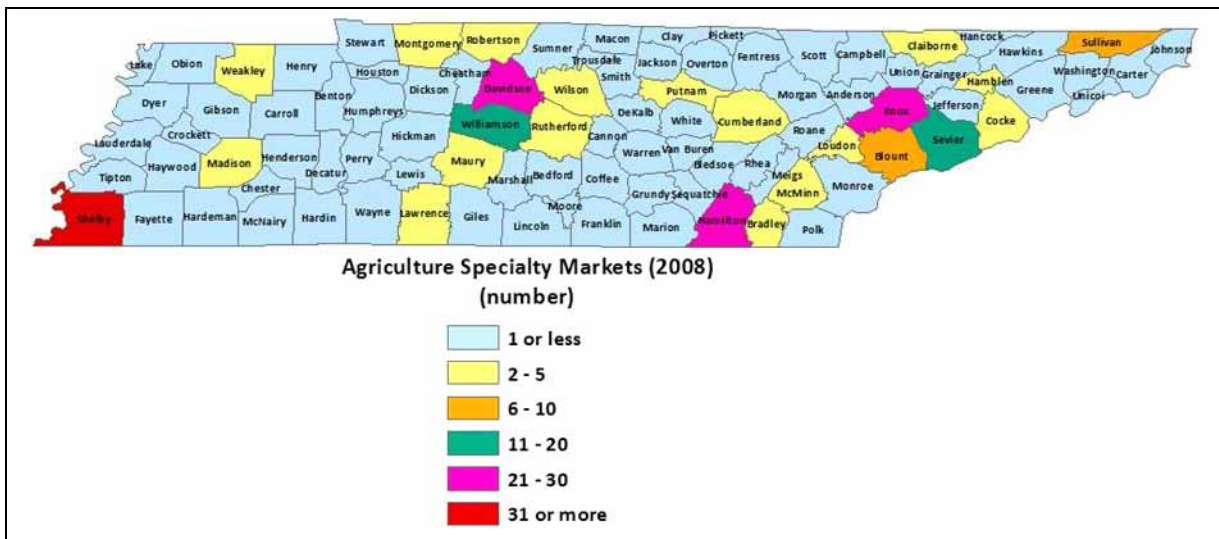 Stewart Montgomery Robertson Sumner Macon Clay Pickett Hancock Sullivan
Lake Obion Weakley Henry Houston Cheatham Trousdale Jackson Overton Fentress Scott Campbell Claiborne Hawkins Johnson
Dyer Gibson Carroll Benton Humphreys Dickson Davidson Wilson Smith Putnam Morgan Anderson Union Grainger Hamblen Greene Washington Unicoi Carter
Lauderdale Crockett Hickman Williamson Rutherford Cannon DeKalb White Cumberland Roane Knox Jefferson Cocke
Tipton Haywood Madison Henderson Decatur Perry Lewis Maury Marshall Bedford Coffee Warren Van Buren Bledsoe Rhea Meigs Loudon Blount Sevier
Chester McMinn Monroe
Shelby Fayette Hardeman McNairy Hardin Wayne Lawrence Giles Lincoln Moore Franklin Grundy Sequatchie Marion Hamilton Bradley Polk
Agriculture Specialty Markets (2008)
(number)
1 or less
2 - 5
6 - 10
11 - 20
21 - 30
31 or more